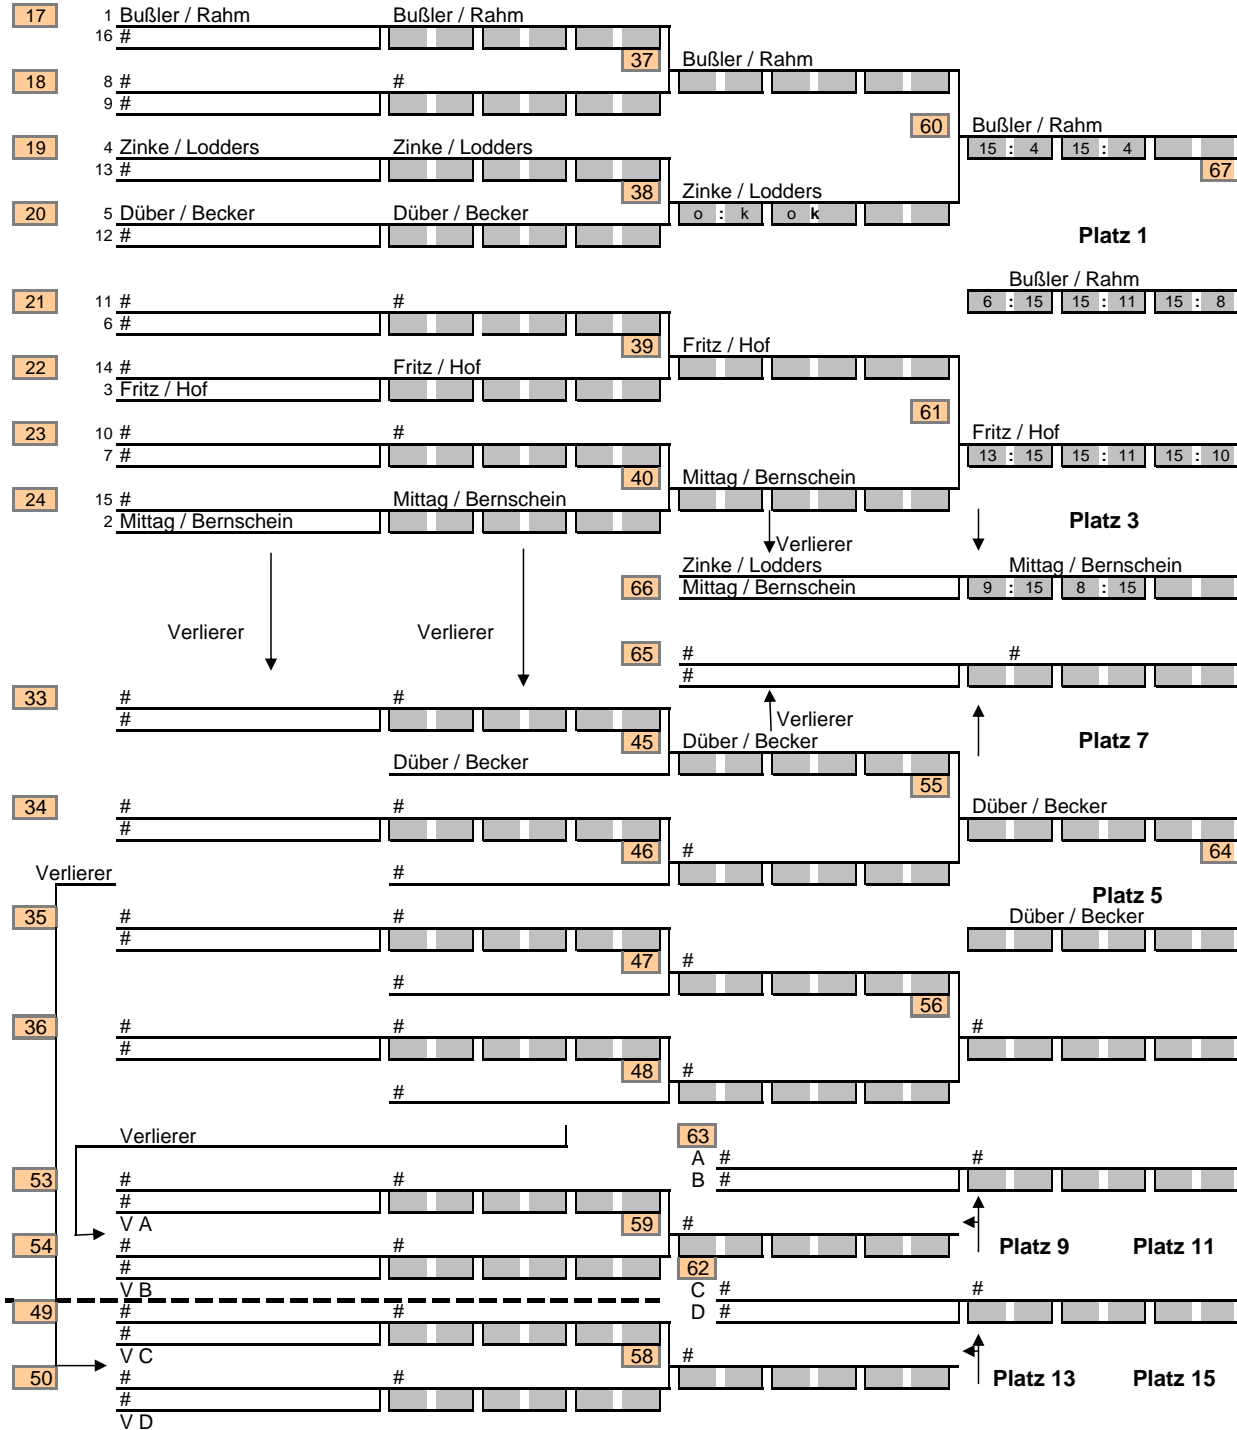 17 1 Bußler / Rahm Bußler / Rahm
16 #
37 Bußler / Rahm
18 8 # #
9 #
60 Bußler / Rahm
19 4 Zinke / Lodders Zinke / Lodders 15 : 4 15 : 4
13 # 67
38 Zinke / Lodders
20 5 Düber / Becker Düber / Becker o : k o k
12 # Platz 1
Bußler / Rahm
21 11 # # 6 : 15 15 : 11 15 : 8
6 #
39 Fritz / Hof
22 14 # Fritz / Hof
3 Fritz / Hof
61
23 10 # # Fritz / Hof
7 # 13 : 15 15 : 11 15 : 10
40 Mittag / Bernschein
24 15 # Mittag / Bernschein
2 Mittag / Bernschein Platz 3
Verlierer
Zinke / Lodders Mittag / Bernschein
66 Mittag / Bernschein 9 : 15 8 : 15
Verlierer Verlierer
65 # #
#
33 # #
# Verlierer
45 Düber / Becker Platz 7
Düber / Becker
55
34 # # Düber / Becker
#
46 # 64
Verlierer #
Platz 5
35 # # Düber / Becker
#
47 #
#
56
36 # # #
#
48 #
#
Verlierer 63
A # #
53 # # B #
#
V A 59 #
54 # # Platz 9 Platz 11
# 62
V B C # #
49 # # D #
#
V C 58 #
50 # # Platz 13 Platz 15
#
V D